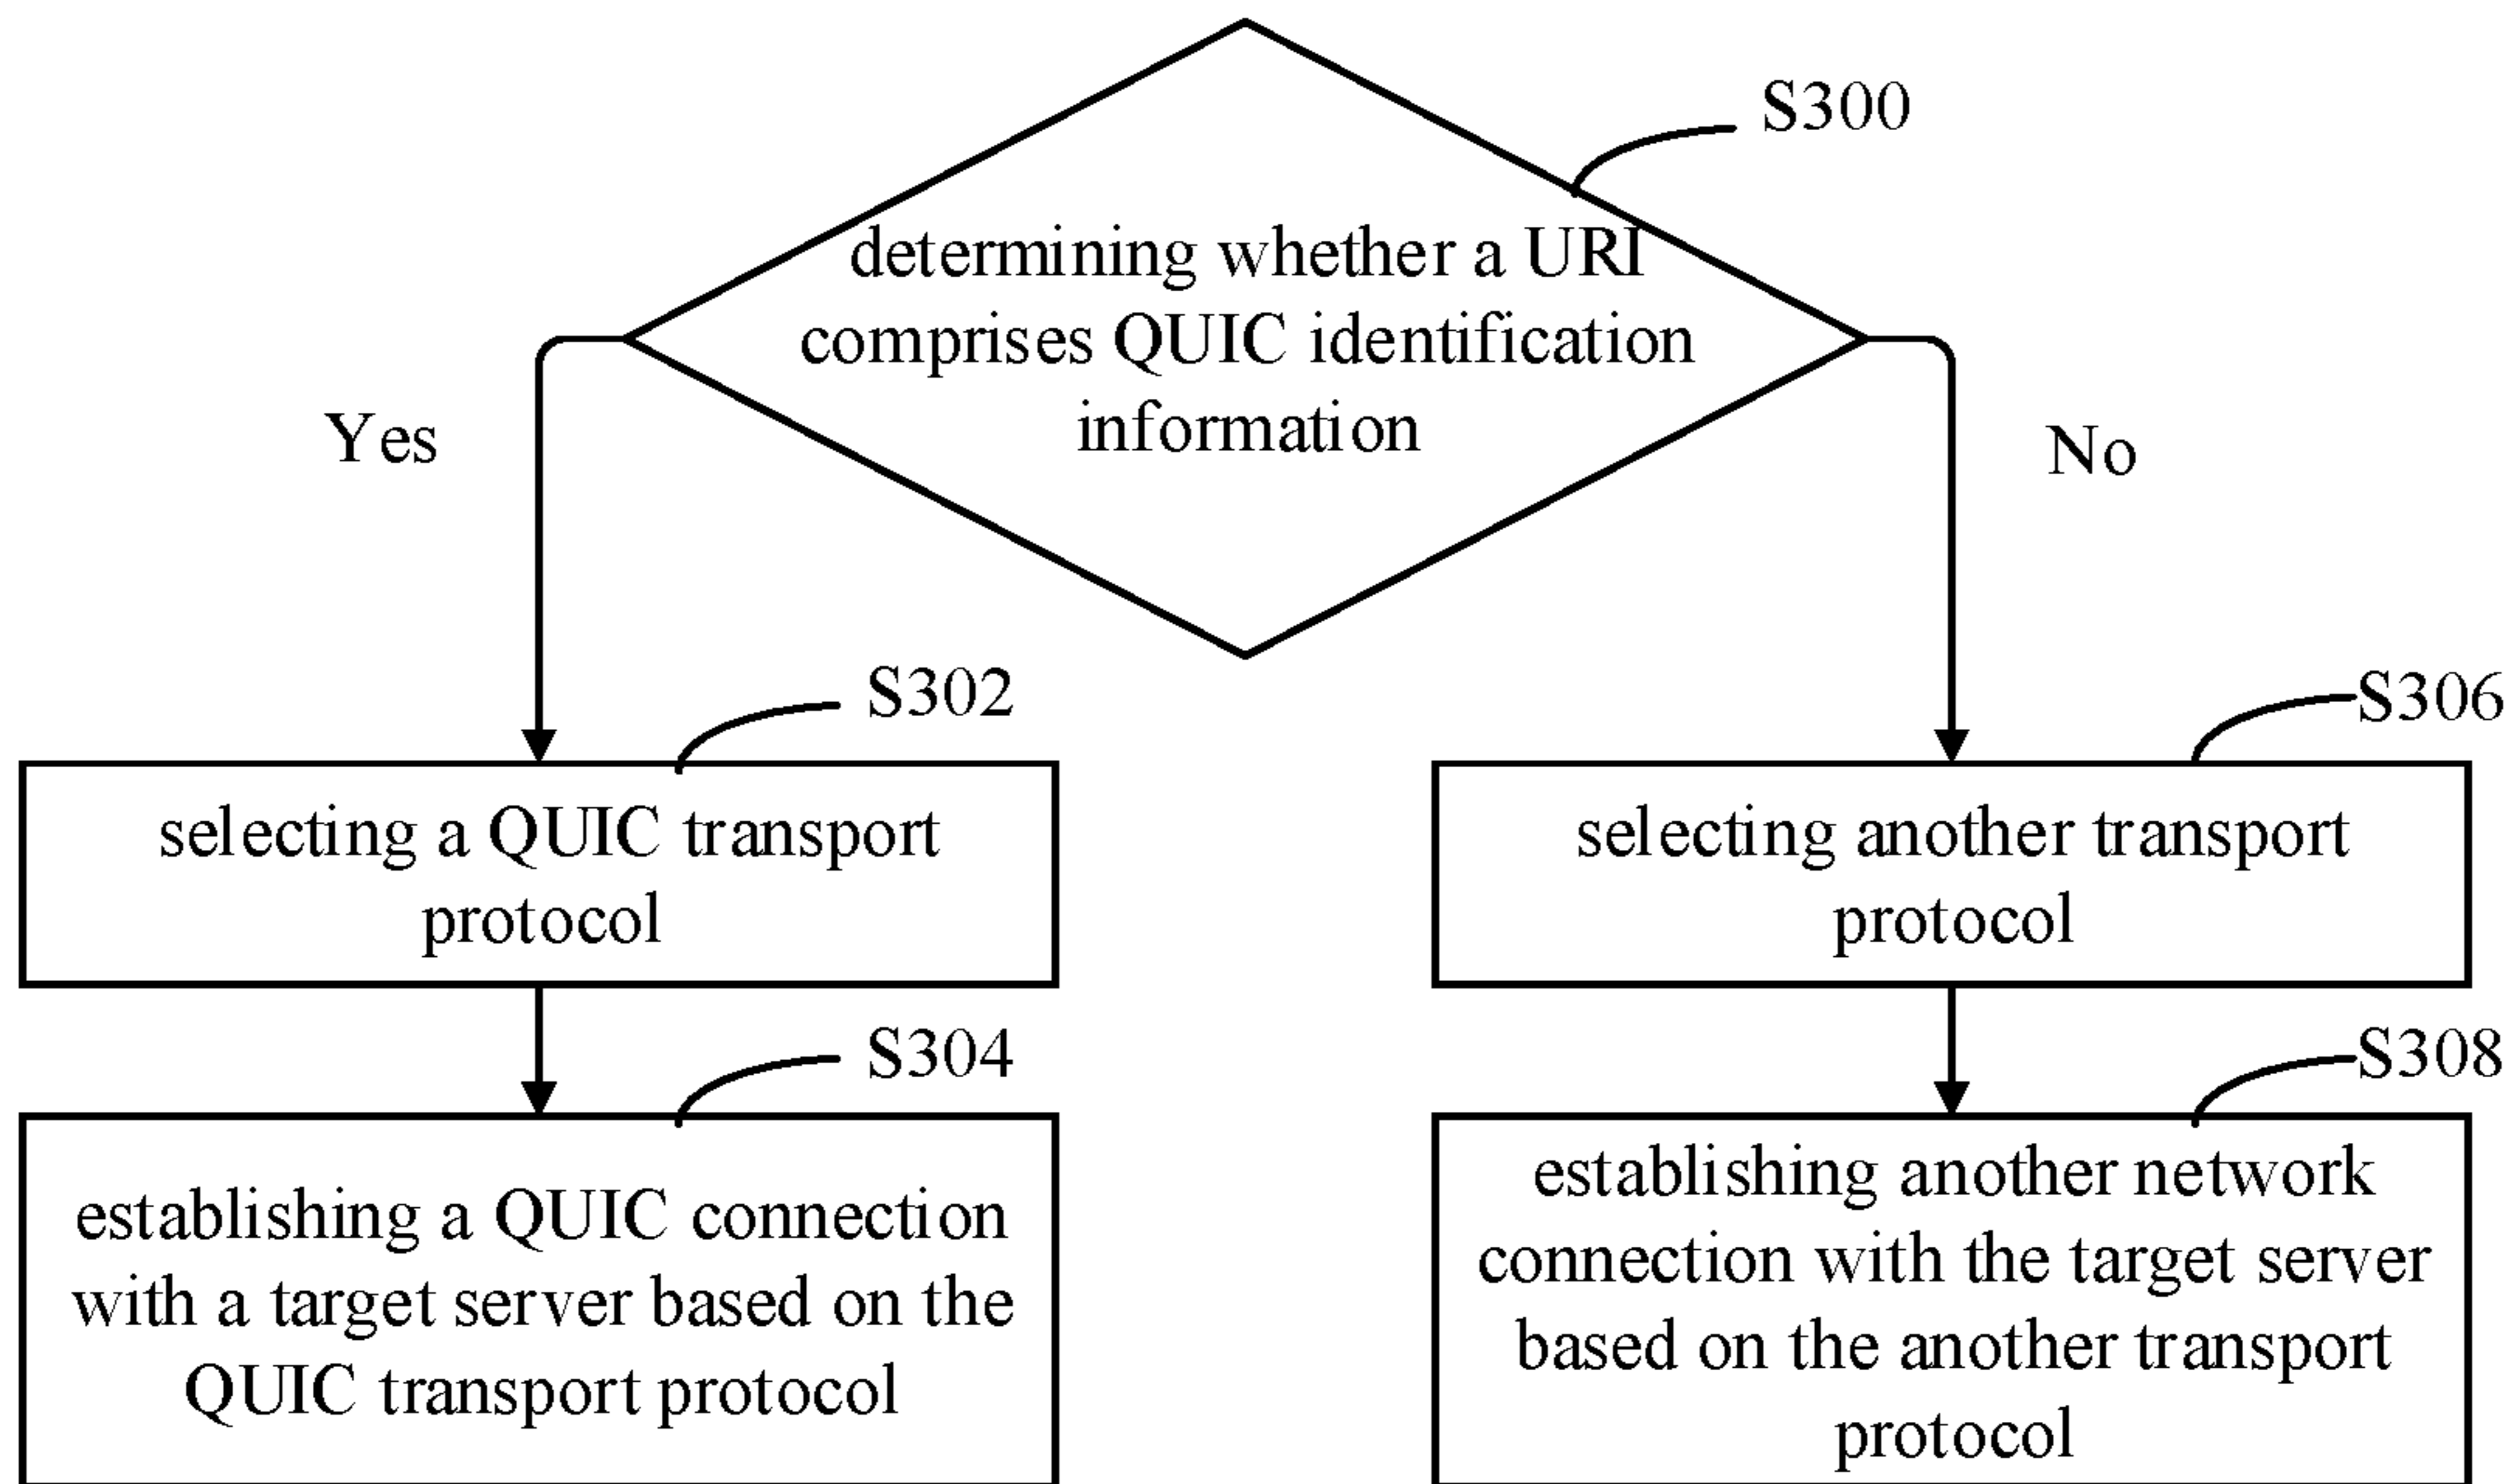 S300
determining whether a URI
comprises QUIC identification
information
Yes
No
S302
S306
selecting a QUIC transport
protocol
selecting another transport
protocol
S304
S308
establishing a QUIC connection
with a target server based on the
QUIC transport protocol
establishing another network
connection with the target server
based on the another transport
protocol